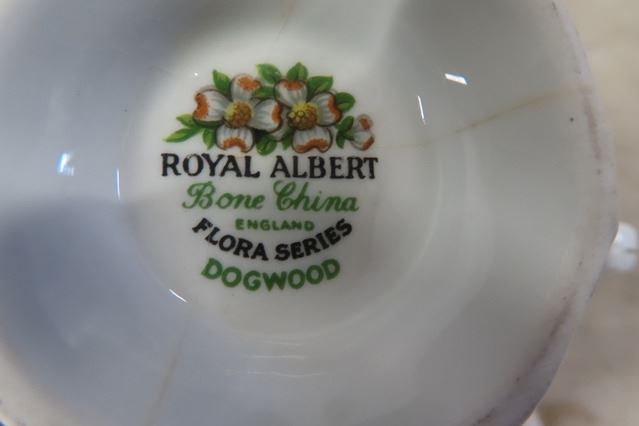 ROYAL ALBERT
Bone China
ENGLAND
FLORA SERIES
DOGWOOD